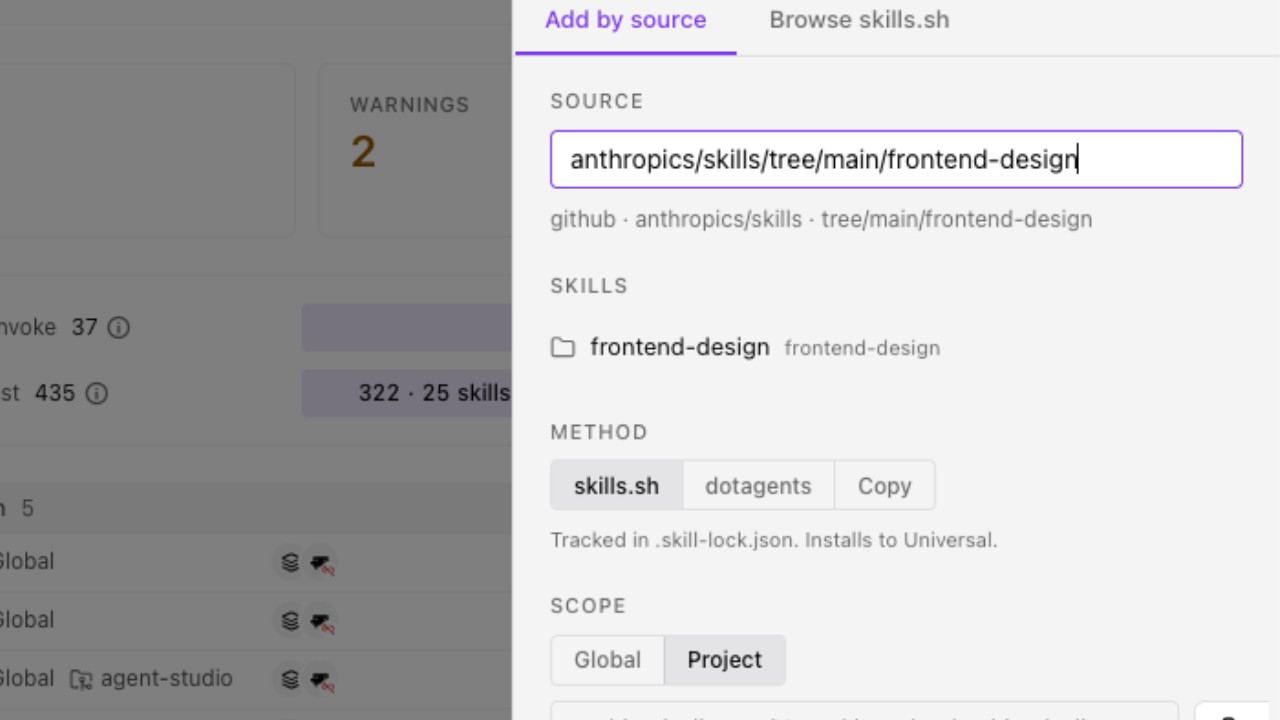 Add by source
Browse skills.sh
SOURCE
anthropics/skills/tree/main/frontend-design
github · anthropics/skills · tree/main/frontend-design
SKILLS
frontend-design frontend-design
METHOD
skills.sh dotagents Copy
Tracked in .skill-lock.json. Installs to Universal.
SCOPE
Global Project
WARNINGS
2
nvoke 37
st 435
322 · 25 skills
5
Global
Global
Global agent-studio